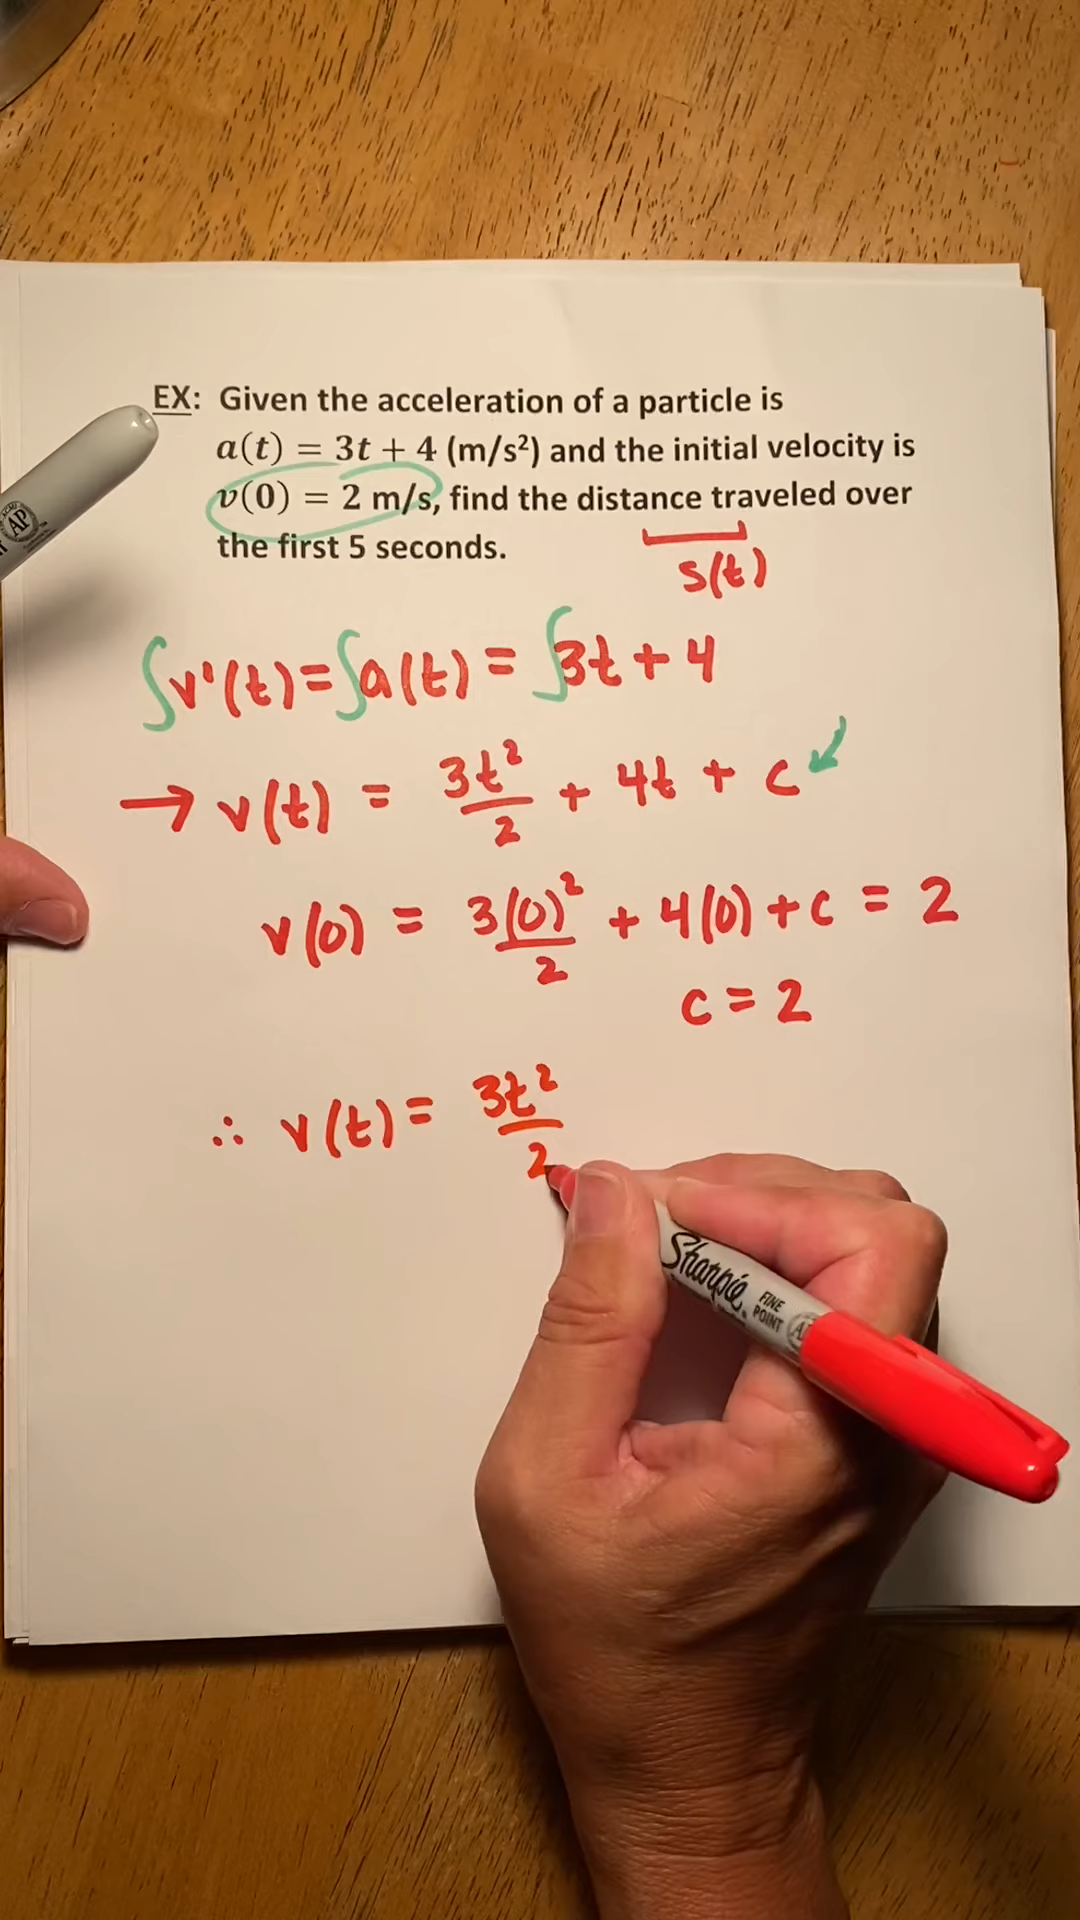 EX: Given the acceleration of a particle is
a(t) = 3t + 4 (m/s²) and the initial velocity is
v(0) = 2 m/s, find the distance traveled over
the first 5 seconds.
s(t)
∫v'(t)=∫a(t) = ∫3t + 4
→ v(t) = 3t²/2 + 4t + c
v(0) = 3(0)²/2 + 4(0) + c = 2
c = 2
∴ v(t) = 3t²/2
Sharpie
FINE
POINT
AP
AP